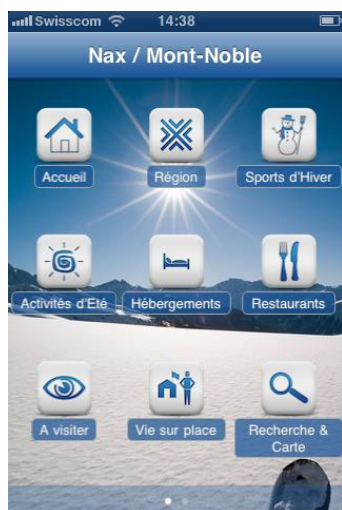 Swisscom 14:38
Nax / Mont-Noble
Accueil Région Sports d'Hiver
Activités d'Eté Hébergements Restaurants
A visiter Vie sur place Recherche &
Carte